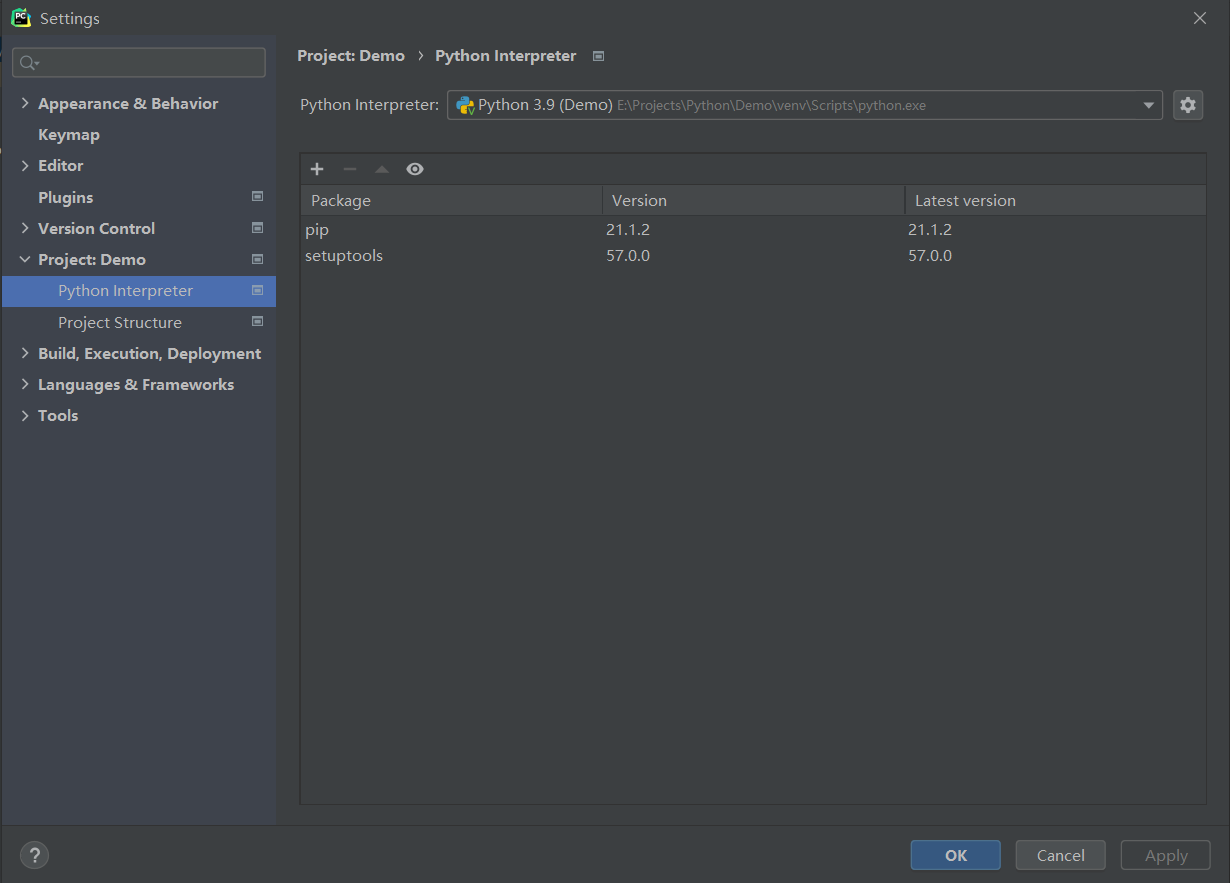 Settings
Appearance & Behavior
Keymap
Editor
Plugins
Version Control
Project: Demo
Python Interpreter
Project Structure
Build, Execution, Deployment
Languages & Frameworks
Tools
Project: Demo › Python Interpreter
Python Interpreter: Python 3.9 (Demo) E:\Projects\Python\Demo\venv\Scripts\python.exe
Package Version Latest version
pip 21.1.2 21.1.2
setuptools 57.0.0 57.0.0
? OK Cancel Apply